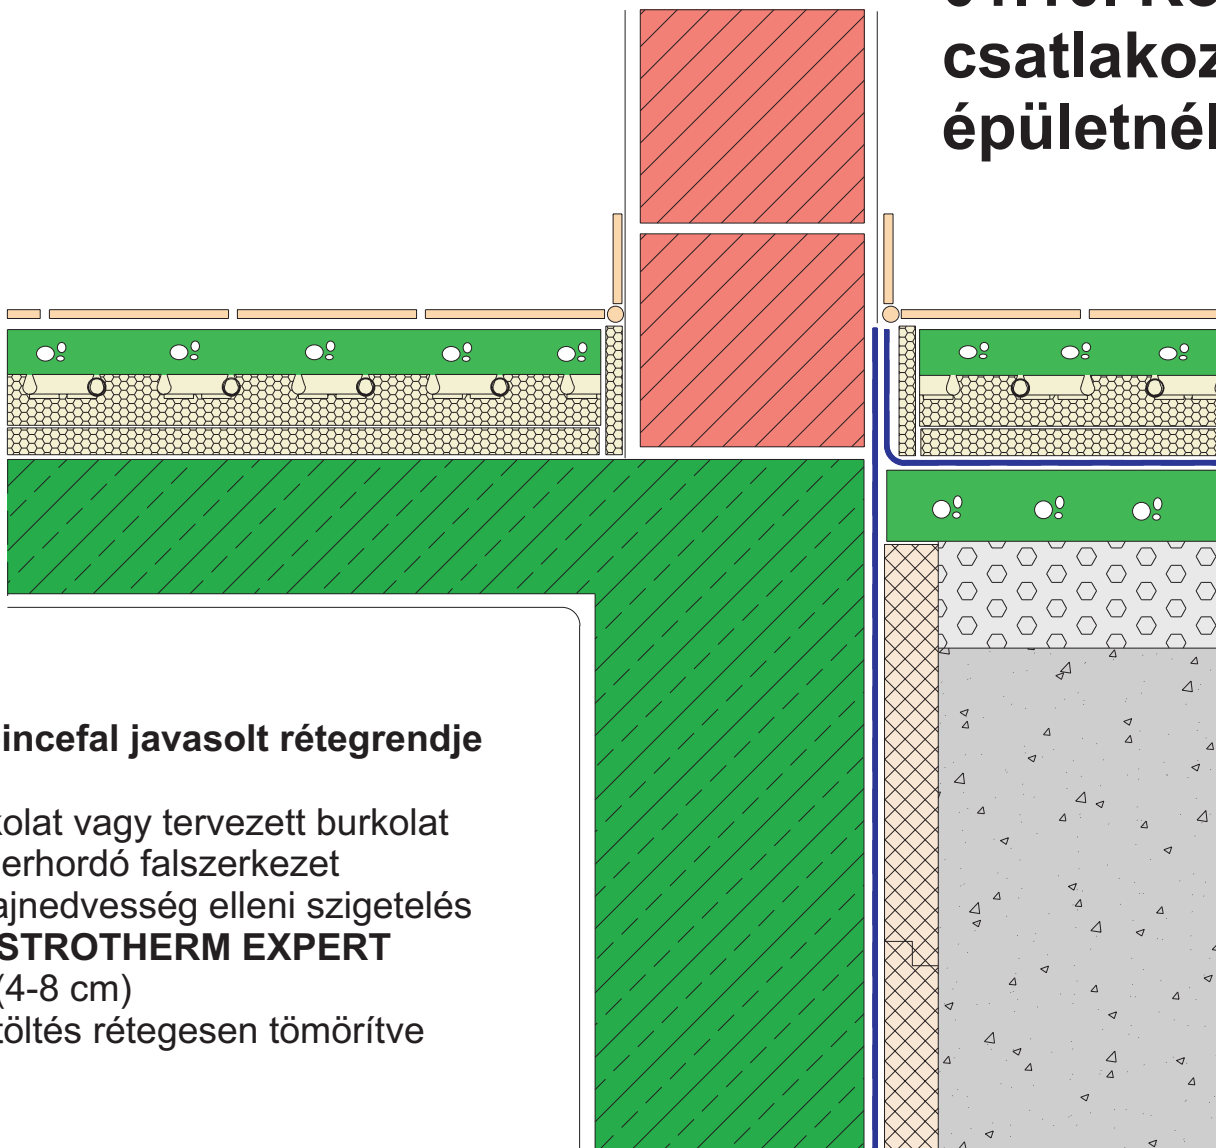 csatlakoz
épületnél
incefal javasolt rétegrendje
kolat vagy tervezett burkolat
erhordó falszerkezet
ajnedvesség elleni szigetelés
STROTHERM EXPERT
(4-8 cm)
töltés rétegesen tömörítve